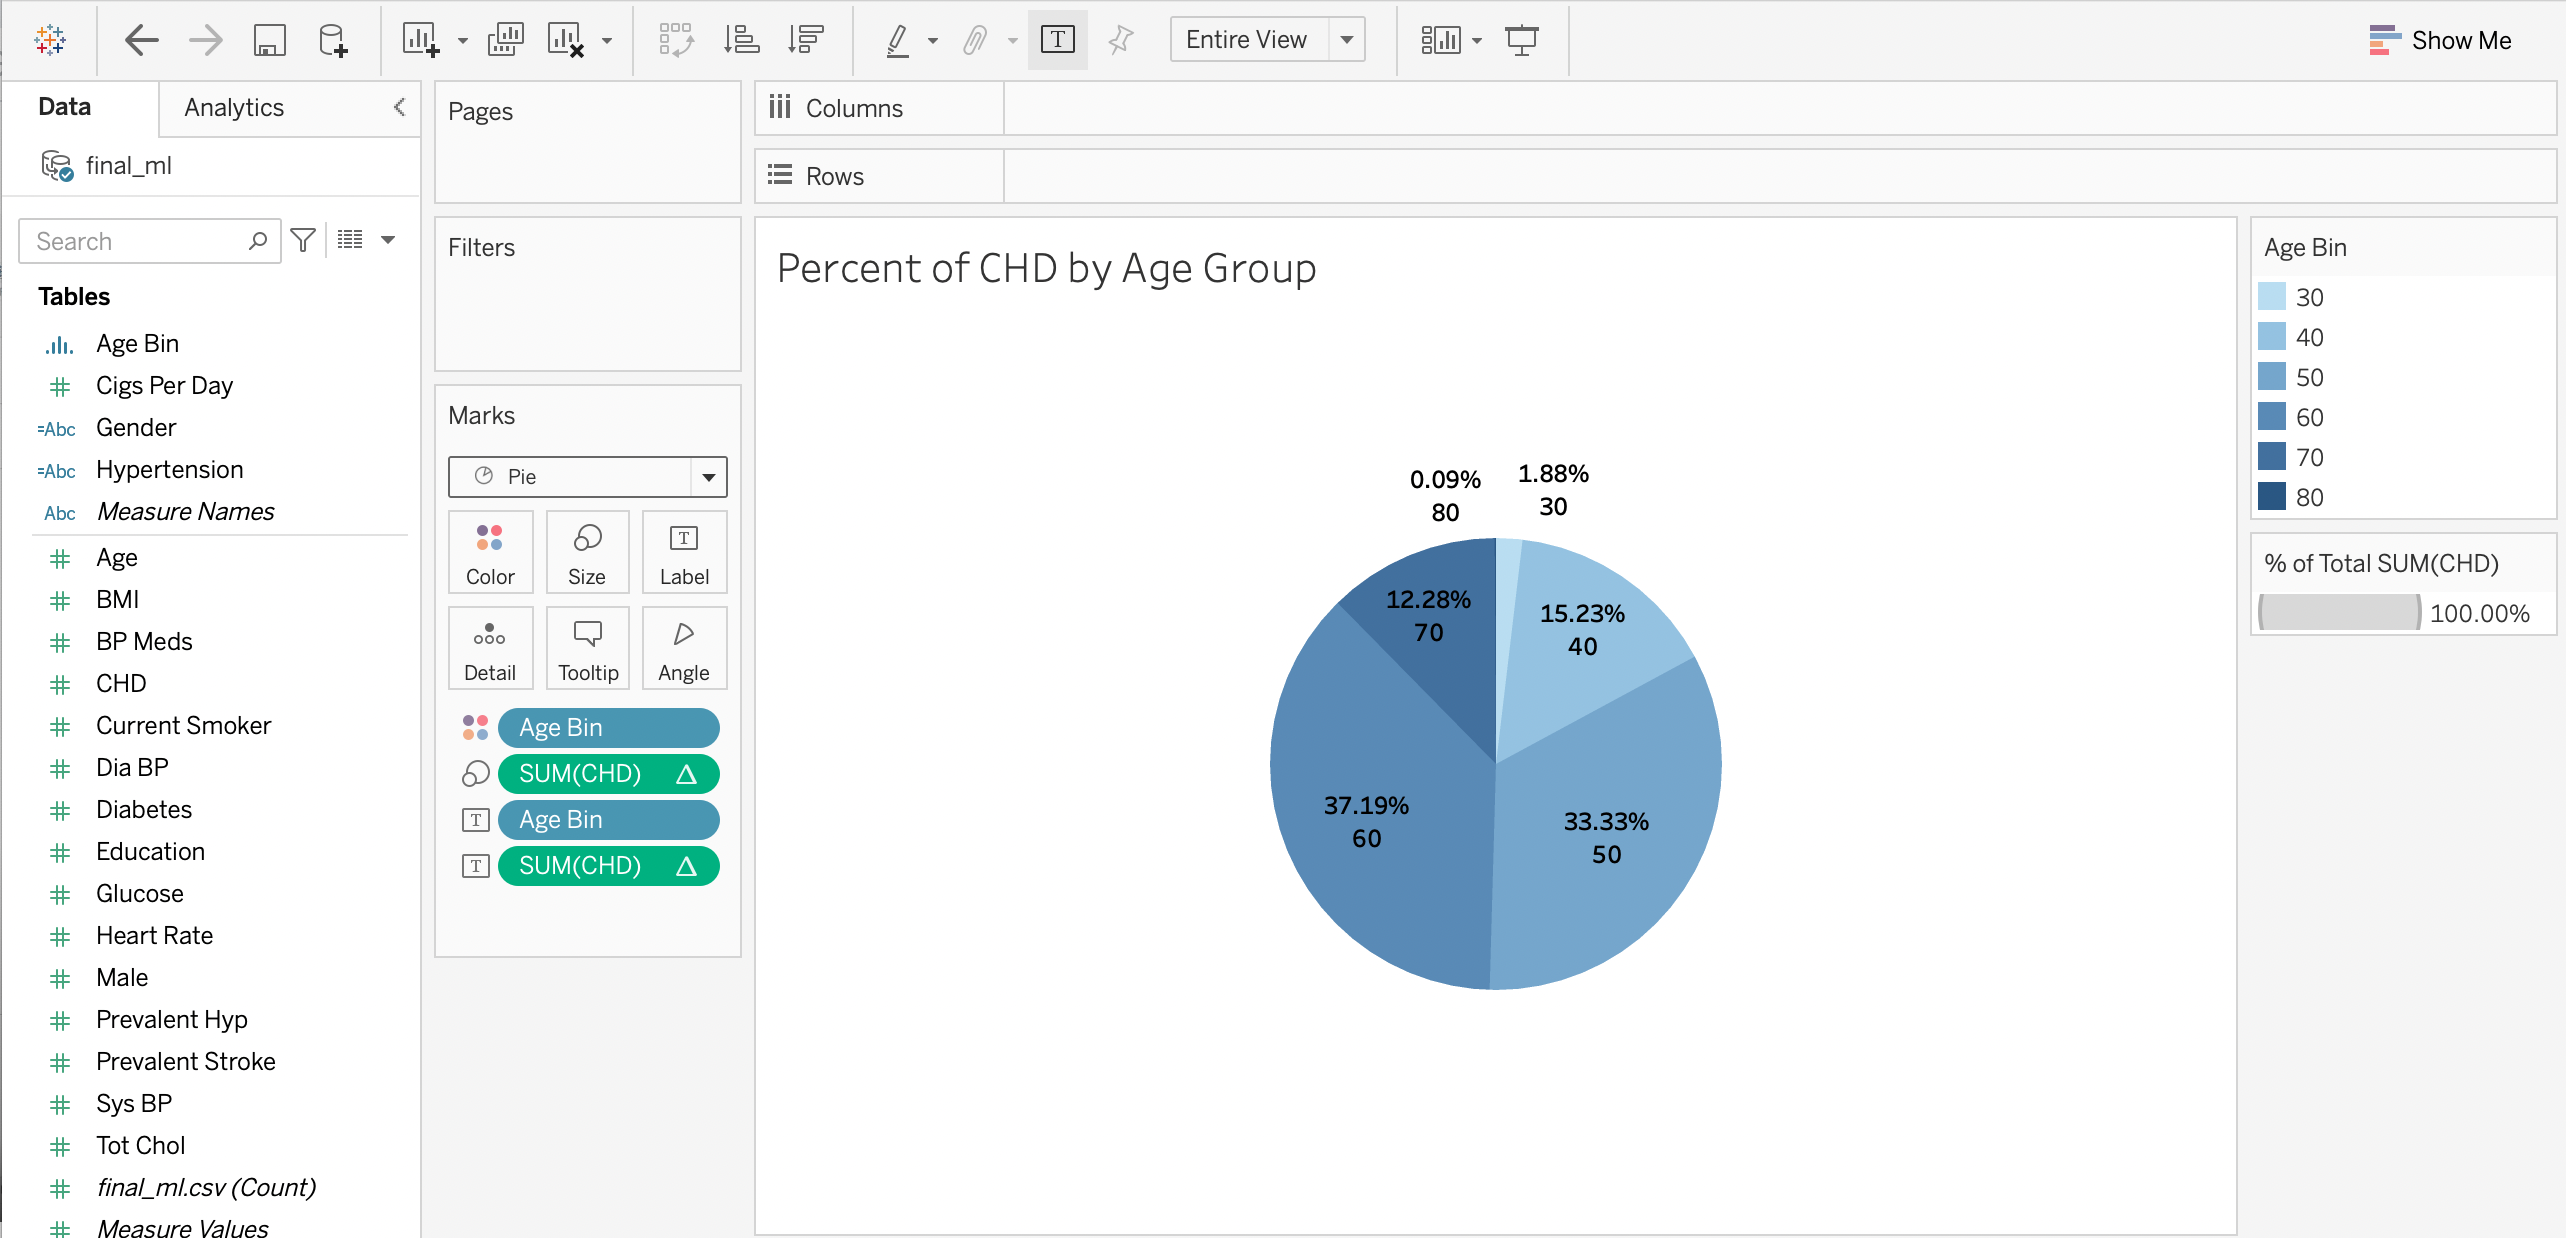 Entire View
Show Me
Data
Analytics
final_ml
Search
Tables
Age Bin
Cigs Per Day
=Abc Gender
=Abc Hypertension
Abc Measure Names
Age
BMI
BP Meds
CHD
Current Smoker
Dia BP
Diabetes
Education
Glucose
Heart Rate
Male
Prevalent Hyp
Prevalent Stroke
Sys BP
Tot Chol
final_ml.csv (Count)
Measure Values
Pages
Filters
Marks
Pie
Color
Size
Label
Detail
Tooltip
Angle
Age Bin
SUM(CHD)
Age Bin
SUM(CHD)
Columns
Rows
Percent of CHD by Age Group
0.09%
80
1.88%
30
12.28%
70
15.23%
40
37.19%
60
33.33%
50
Age Bin
30
40
50
60
70
80
% of Total SUM(CHD)
100.00%